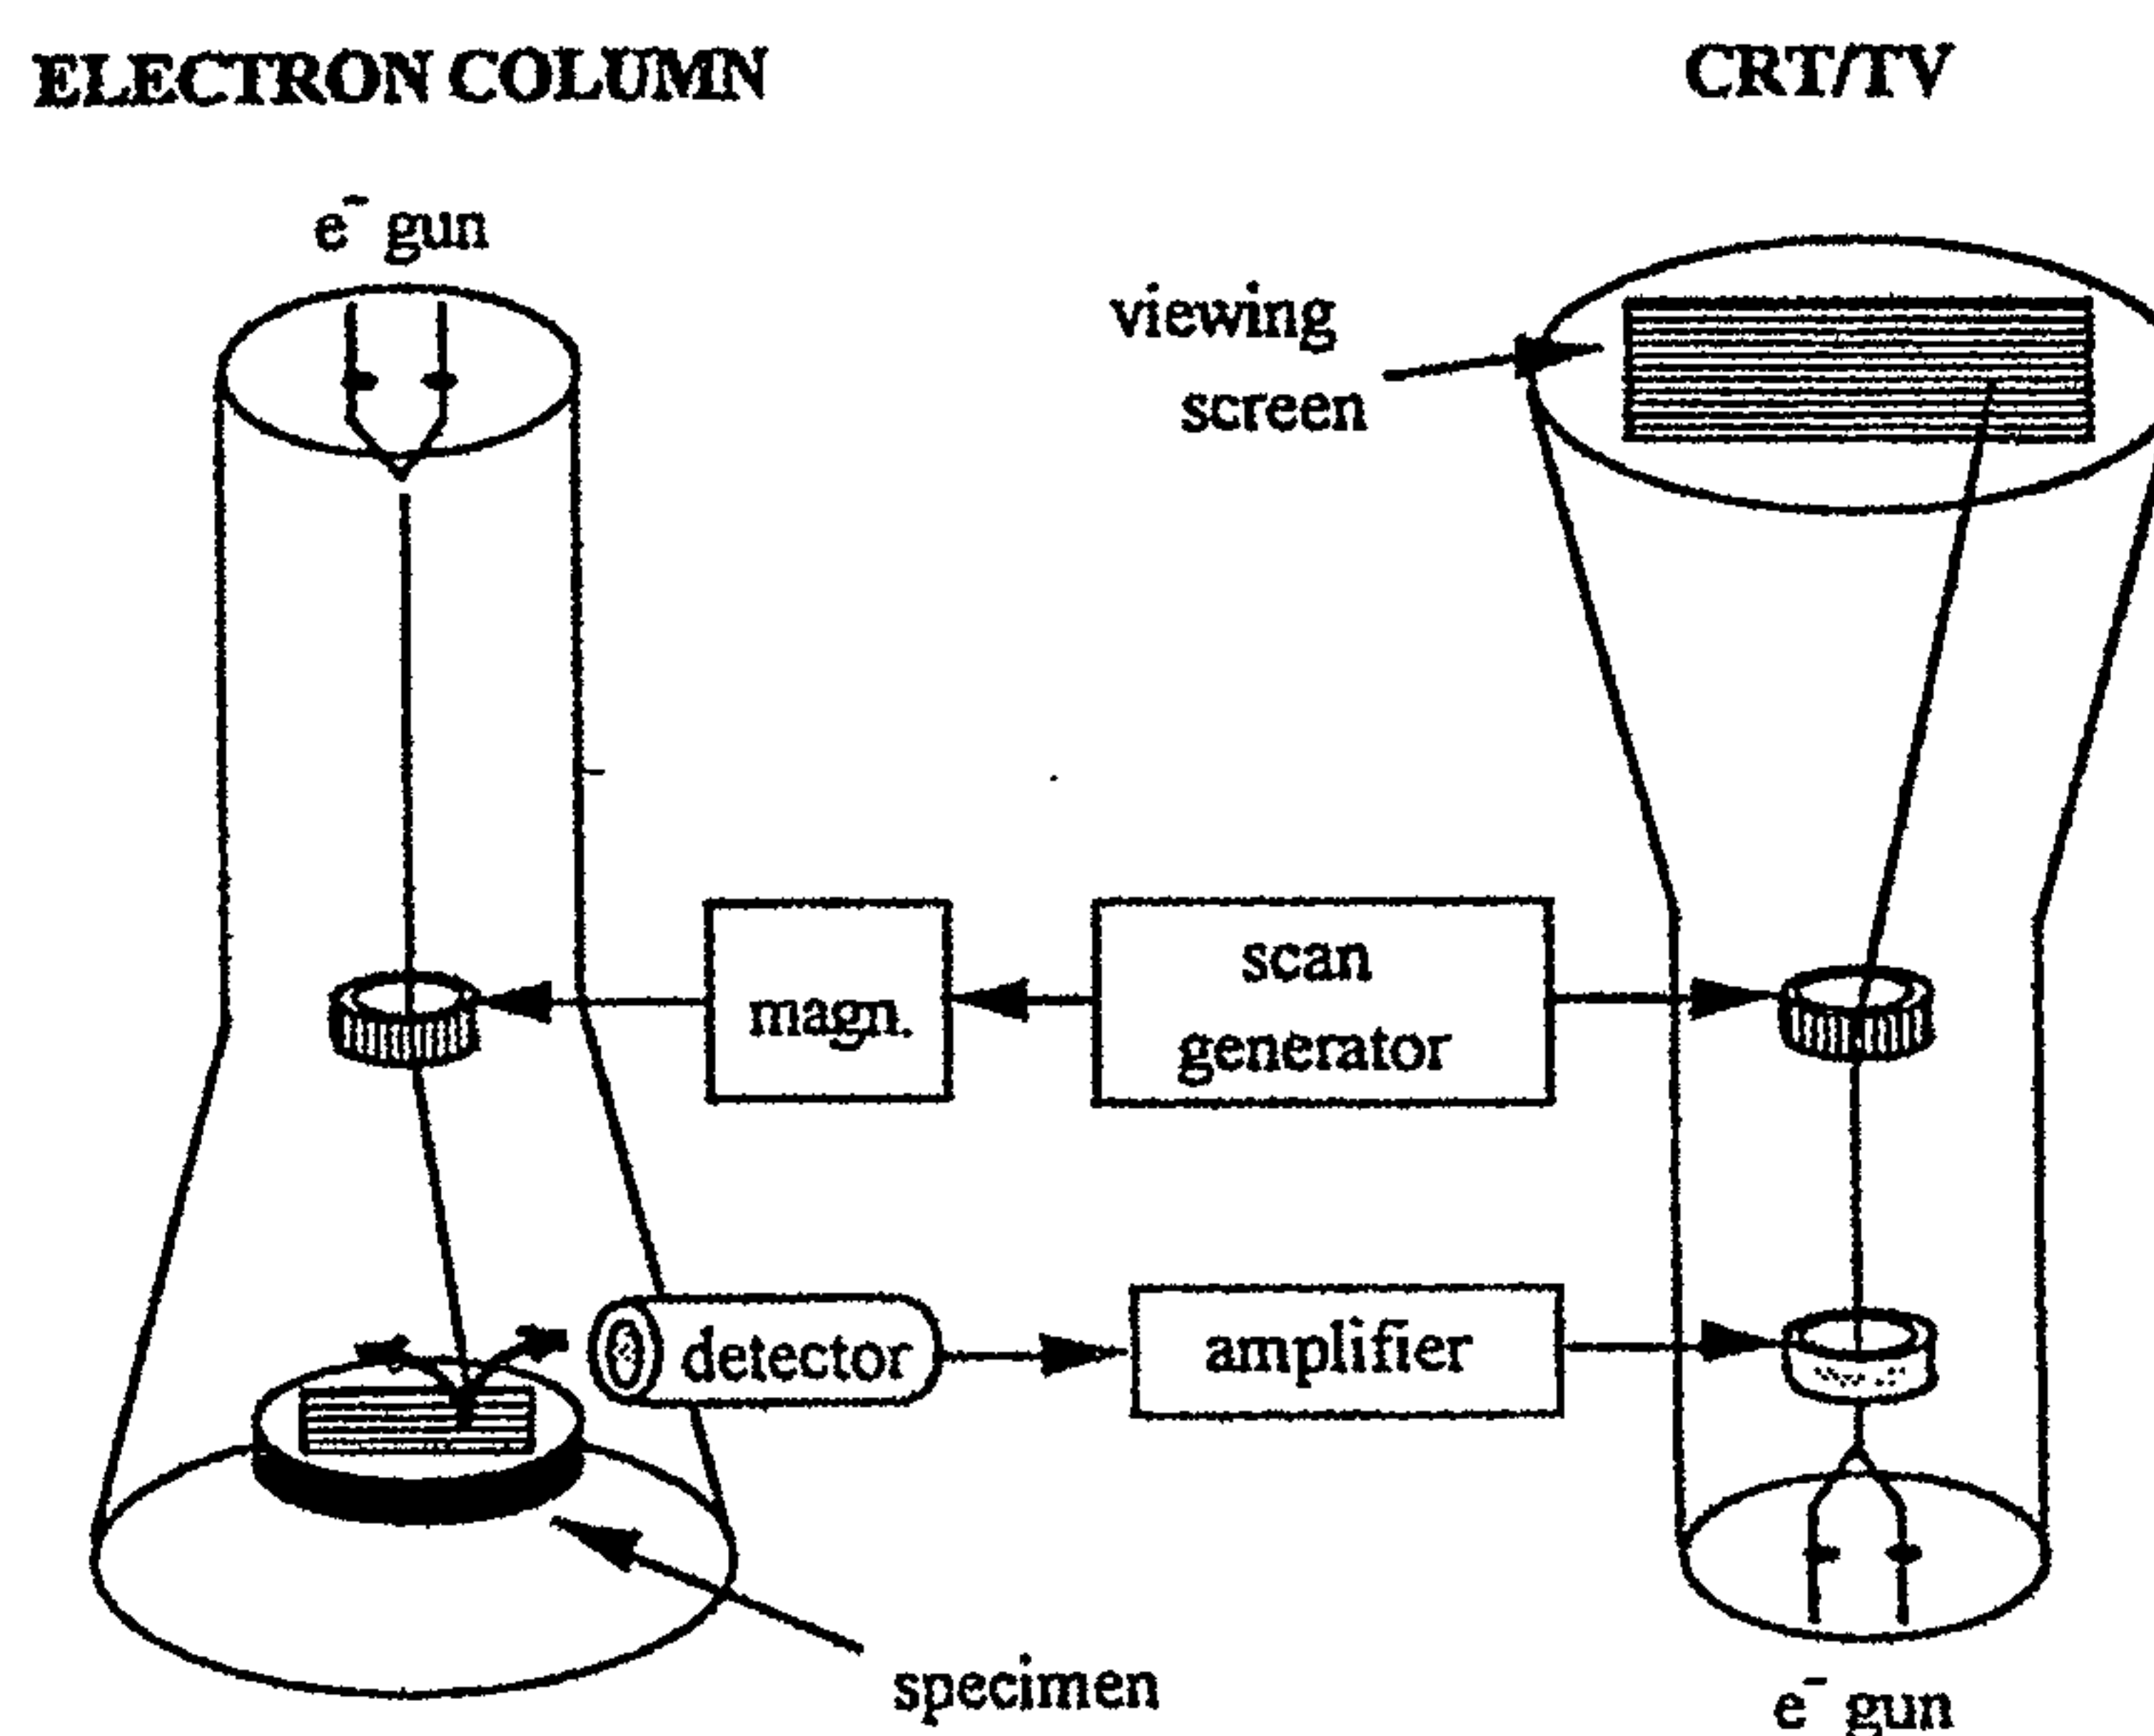 ELECTRON COLUMN
CRT/TV
e⁻ gun
viewing
screen
magn.
scan
generator
detector
amplifier
specimen
e⁻ gun